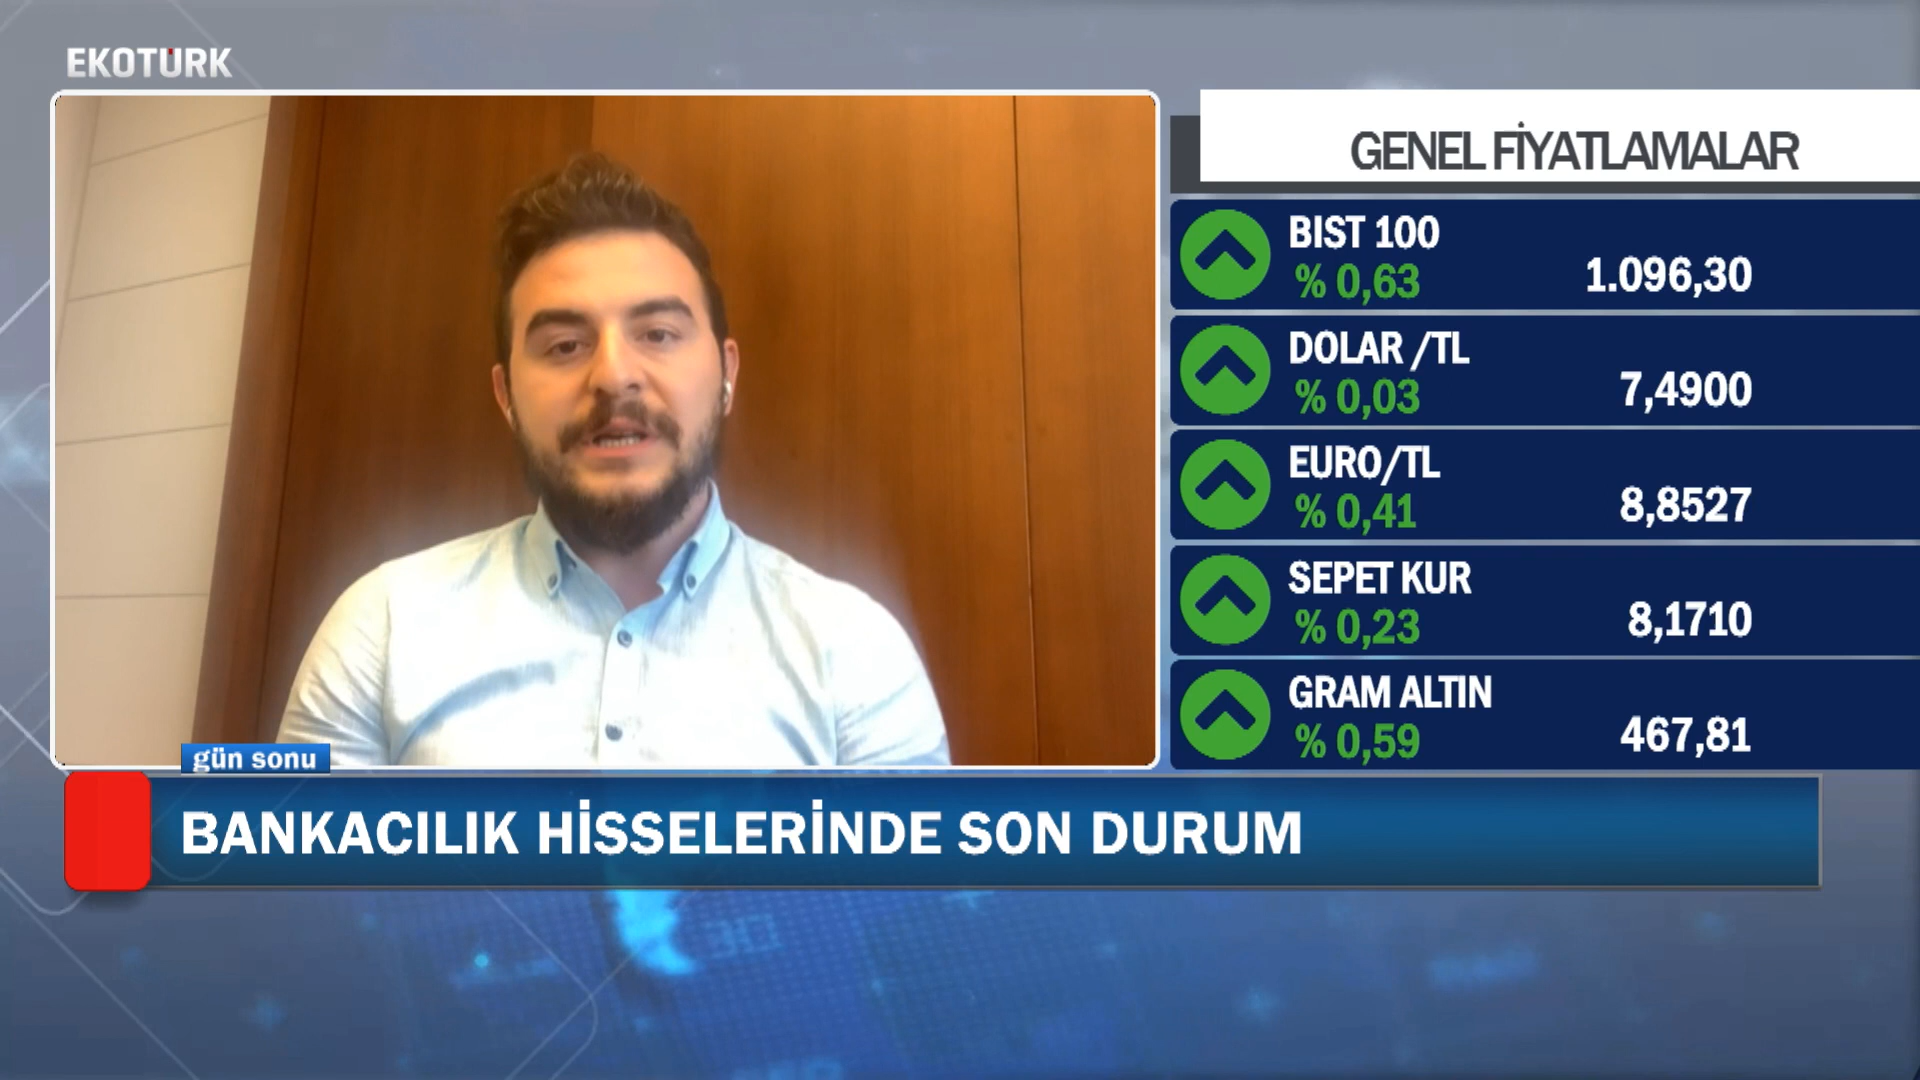 EKOTÜRK
GENEL FİYATLAMALAR
BIST 100
% 0,63
1.096,30
DOLAR /TL
% 0,03
7,4900
EURO/TL
% 0,41
8,8527
SEPET KUR
% 0,23
8,1710
GRAM ALTIN
% 0,59
467,81
gün sonu
BANKACILIK HİSSELERİNDE SON DURUM